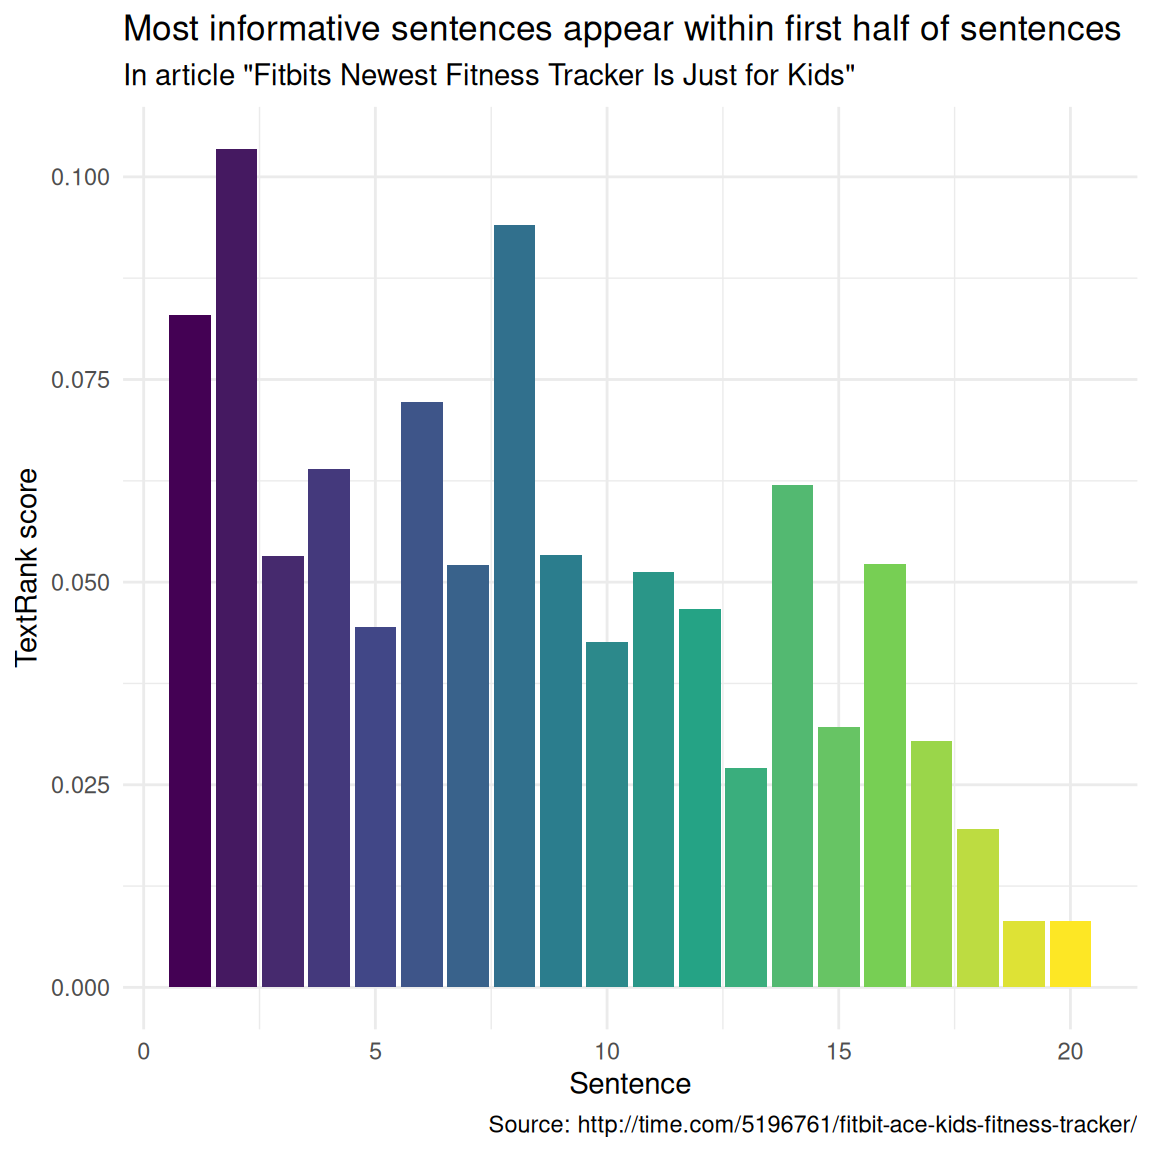 Most informative sentences appear within first half of sentences
In article "Fitbits Newest Fitness Tracker Is Just for Kids"
0.100
0.075
0.050
0.025
0.000
TextRank score
0 5 10 15 20
Sentence
Source: http://time.com/5196761/fitbit-ace-kids-fitness-tracker/